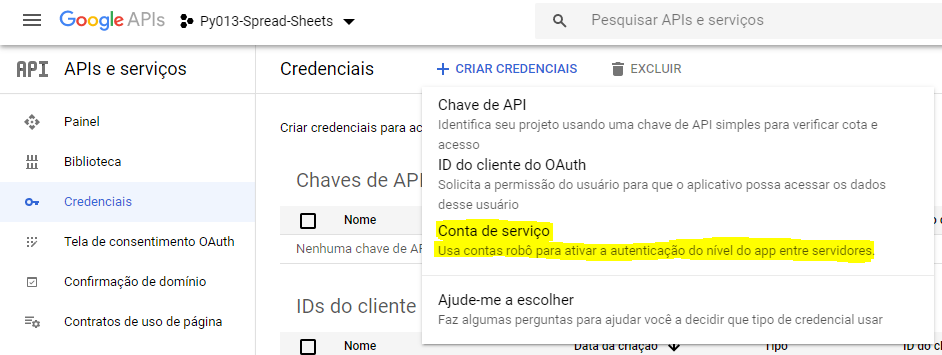 Google APIs
Py013-Spread-Sheets
Pesquisar APIs e serviços
API
APIs e serviços
Credenciais
CRIAR CREDENCIAIS
EXCLUIR
Painel
Biblioteca
Credenciais
Tela de consentimento OAuth
Confirmação de domínio
Contratos de uso de página
Criar credenciais para ac
Chaves de API
Nome
Nenhuma chave de AP
IDs do cliente
Nome
Data da criação
Tipo
ID do cl
Chave de API
Identifica seu projeto usando uma chave de API simples para verificar cota e
acesso
ID do cliente do OAuth
Solicita a permissão do usuário para que o aplicativo possa acessar os dados
desse usuário
Conta de serviço
Usa contas robô para ativar a autenticação do nível do app entre servidores.
Ajude-me a escolher
Faz algumas perguntas para ajudar você a decidir que tipo de credencial usar